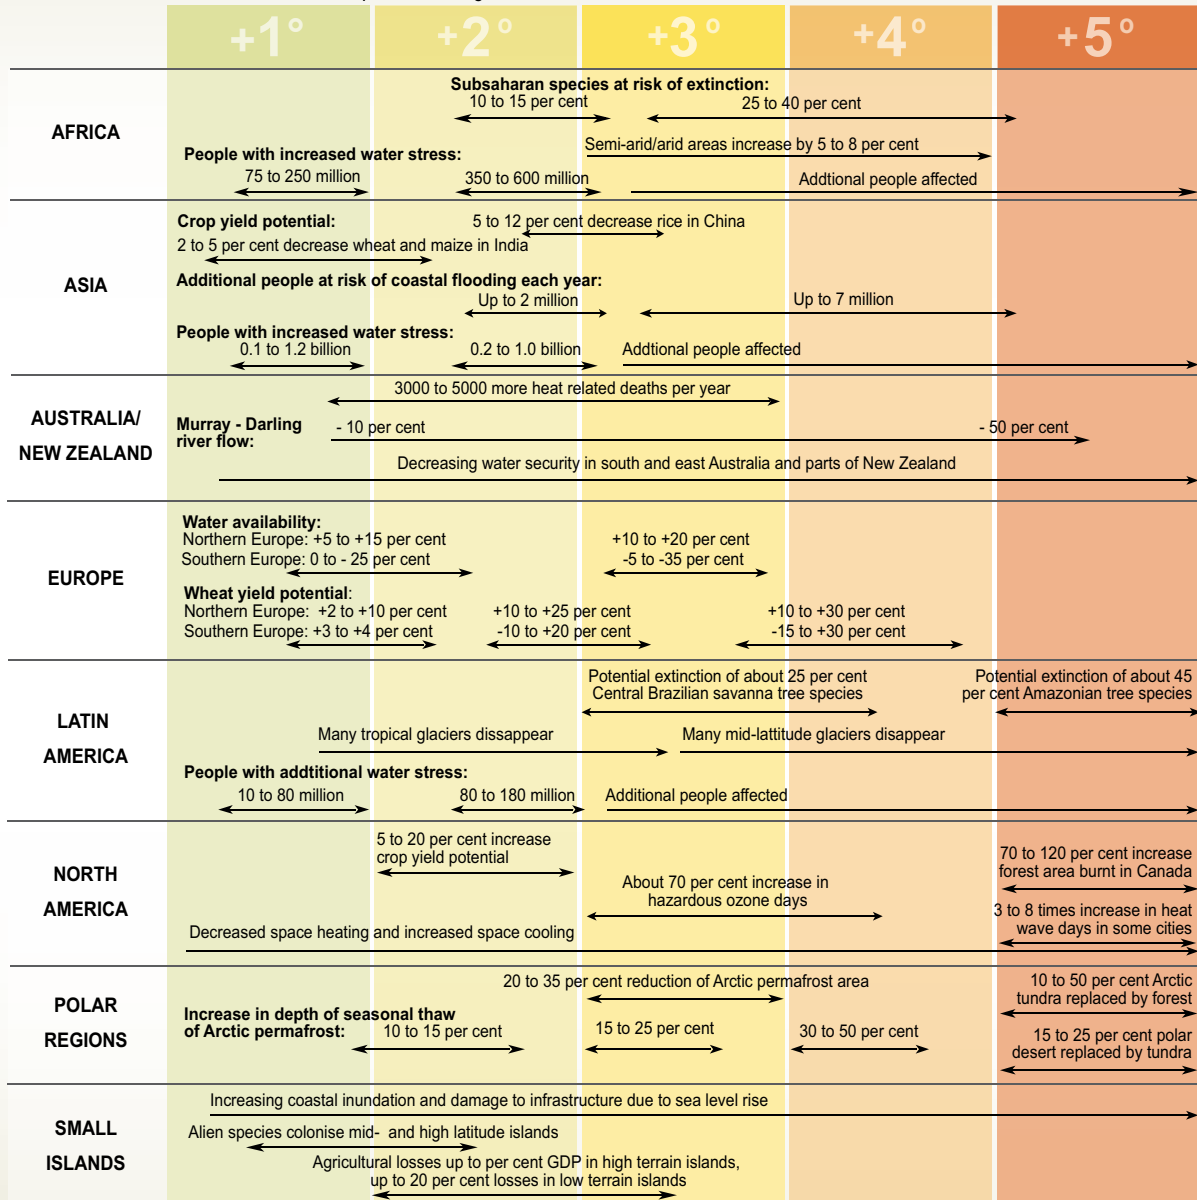 +1° +2° +3° +4° +5°
AFRICA
Subsaharan species at risk of extinction:
10 to 15 per cent
25 to 40 per cent
Semi-arid/arid areas increase by 5 to 8 per cent
People with increased water stress:
75 to 250 million
350 to 600 million
Addtional people affected
ASIA
Crop yield potential:
5 to 12 per cent decrease rice in China
2 to 5 per cent decrease wheat and maize in India
Additional people at risk of coastal flooding each year:
Up to 2 million
Up to 7 million
People with increased water stress:
0.1 to 1.2 billion
0.2 to 1.0 billion
Addtional people affected
AUSTRALIA/
NEW ZEALAND
3000 to 5000 more heat related deaths per year
Murray - Darling
river flow:
- 10 per cent
- 50 per cent
Decreasing water security in south and east Australia and parts of New Zealand
EUROPE
Water availability:
Northern Europe: +5 to +15 per cent
+10 to +20 per cent
Southern Europe: 0 to - 25 per cent
-5 to -35 per cent
Wheat yield potential:
Northern Europe: +2 to +10 per cent
+10 to +25 per cent
+10 to +30 per cent
Southern Europe: +3 to +4 per cent
-10 to +20 per cent
-15 to +30 per cent
LATIN
AMERICA
Potential extinction of about 25 per cent
Central Brazilian savanna tree species
Potential extinction of about 45
per cent Amazonian tree species
Many tropical glaciers dissappear
Many mid-lattitude glaciers disappear
People with addtitional water stress:
10 to 80 million
80 to 180 million
Additional people affected
NORTH
AMERICA
5 to 20 per cent increase
crop yield potential
70 to 120 per cent increase
forest area burnt in Canada
About 70 per cent increase in
hazardous ozone days
3 to 8 times increase in heat
wave days in some cities
Decreased space heating and increased space cooling
POLAR
REGIONS
20 to 35 per cent reduction of Arctic permafrost area
10 to 50 per cent Arctic
tundra replaced by forest
Increase in depth of seasonal thaw
of Arctic permafrost:
10 to 15 per cent
15 to 25 per cent
30 to 50 per cent
15 to 25 per cent polar
desert replaced by tundra
SMALL
ISLANDS
Increasing coastal inundation and damage to infrastructure due to sea level rise
Alien species colonise mid- and high latitude islands
Agricultural losses up to per cent GDP in high terrain islands,
up to 20 per cent losses in low terrain islands